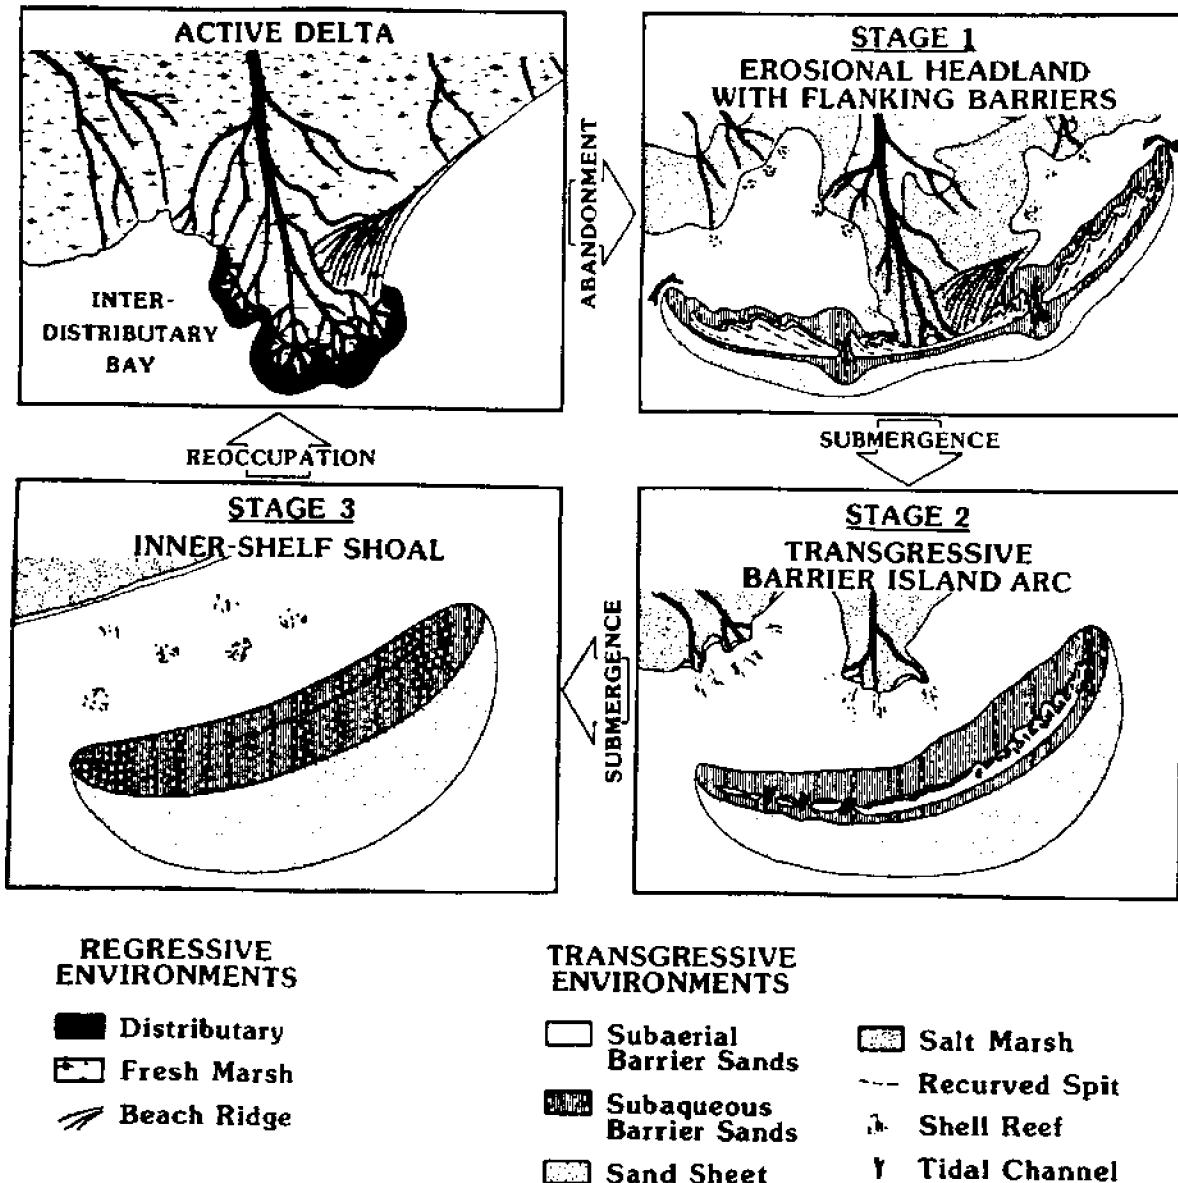 ACTIVE DELTA
INTER-
DISTRIBUTARY
BAY
ABANDONMENT
STAGE 1
EROSIONAL HEADLAND
WITH FLANKING BARRIERS
SUBMERGENCE
STAGE 2
TRANSGRESSIVE
BARRIER ISLAND ARC
SUBMERGENCE
STAGE 3
INNER-SHELF SHOAL
REOCCUPATION
REGRESSIVE
ENVIRONMENTS
Distributary
Fresh Marsh
Beach Ridge
TRANSGRESSIVE
ENVIRONMENTS
Subaerial
Barrier Sands
Subaqueous
Barrier Sands
Sand Sheet
Salt Marsh
Recurved Spit
Shell Reef
Tidal Channel